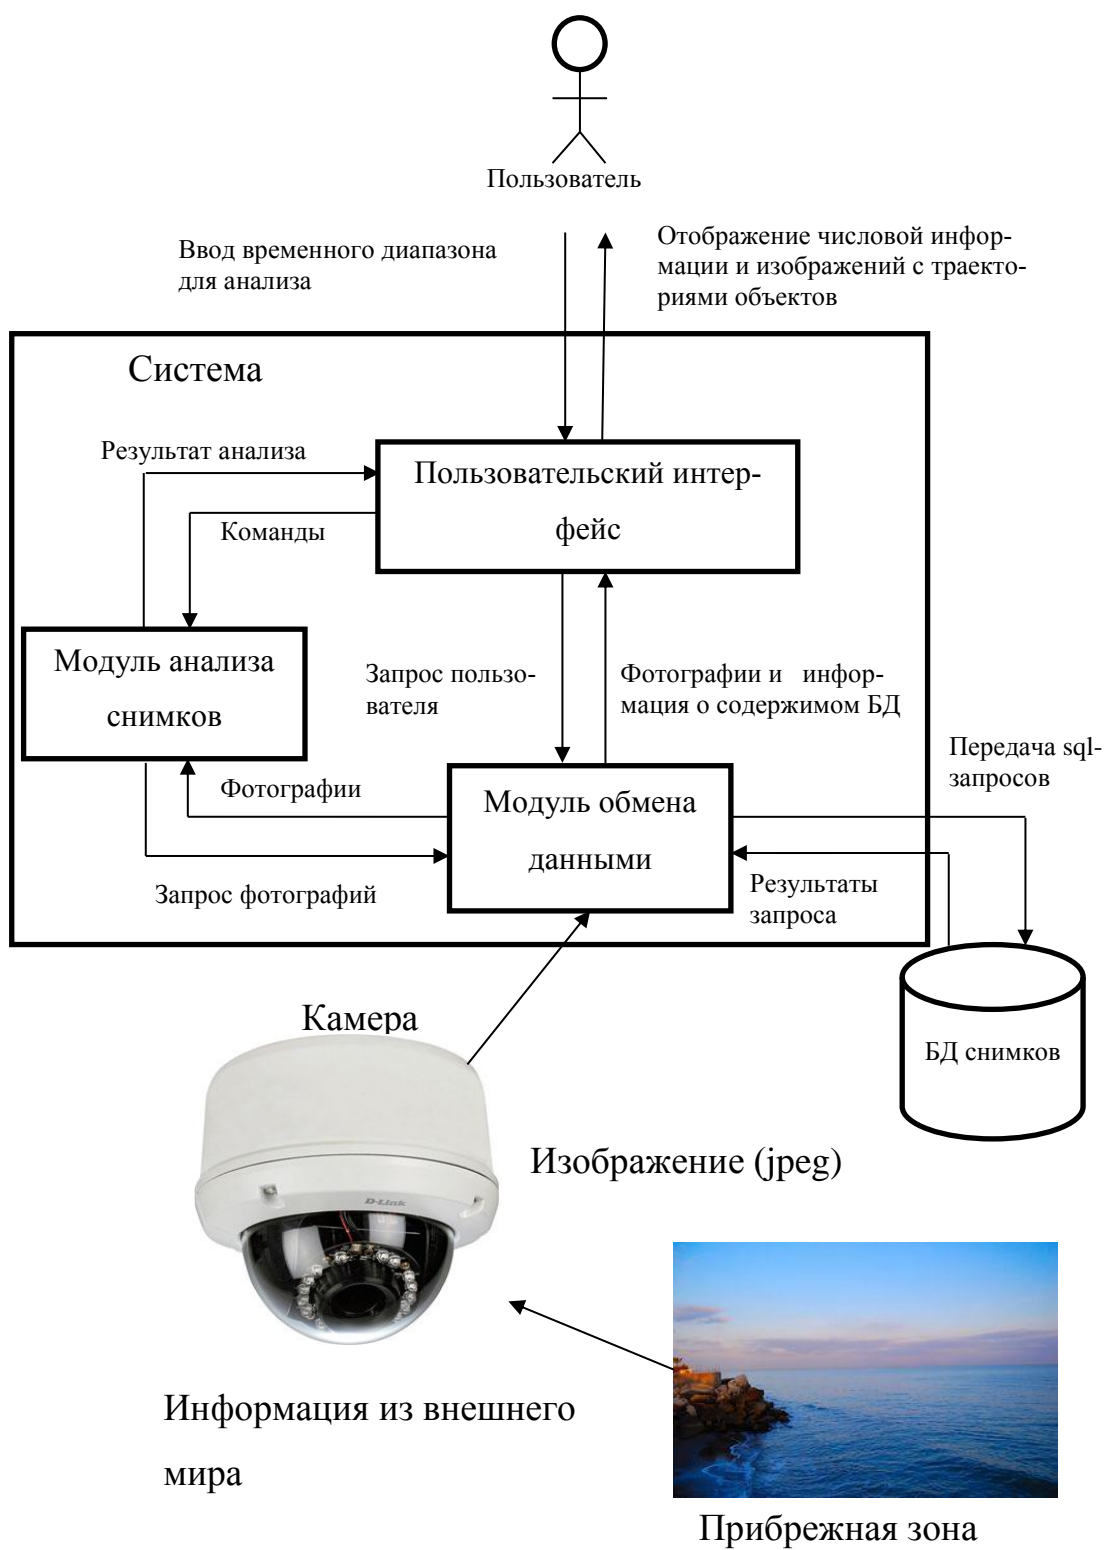 Пользователь
Ввод временного диапазона
для анализа
Отображение числовой инфор-
мации и изображений с траекто-
риями объектов
Система
Результат анализа
Пользовательский интер-
фейс
Команды
Модуль анализа
снимков
Запрос пользо-
вателя
Фотографии и инфор-
мация о содержимом БД
Передача sql-
запросов
Фотографии
Модуль обмена
данными
Запрос фотографий
Результаты
запроса
Камера
БД снимков
Изображение (jpeg)
D-Link
Информация из внешнего
мира
Прибрежная зона